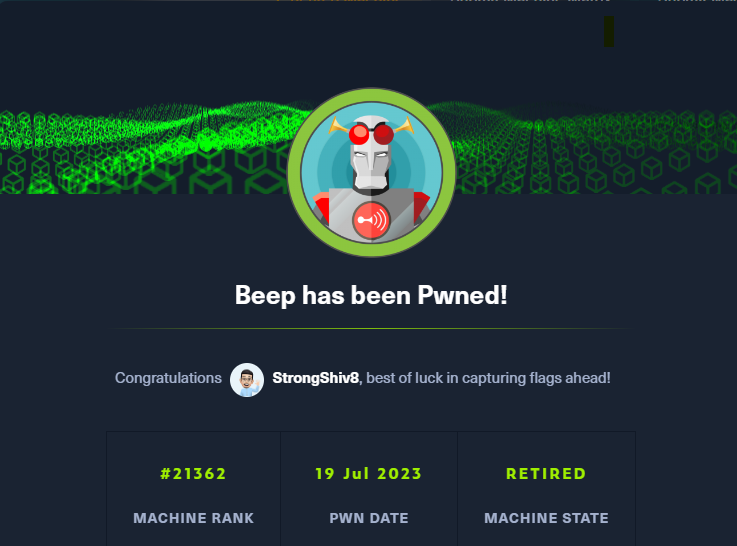 Beep has been Pwned!
Congratulations StrongShiv8, best of luck in capturing flags ahead!
#21362 19 Jul 2023 RETIRED
MACHINE RANK PWN DATE MACHINE STATE